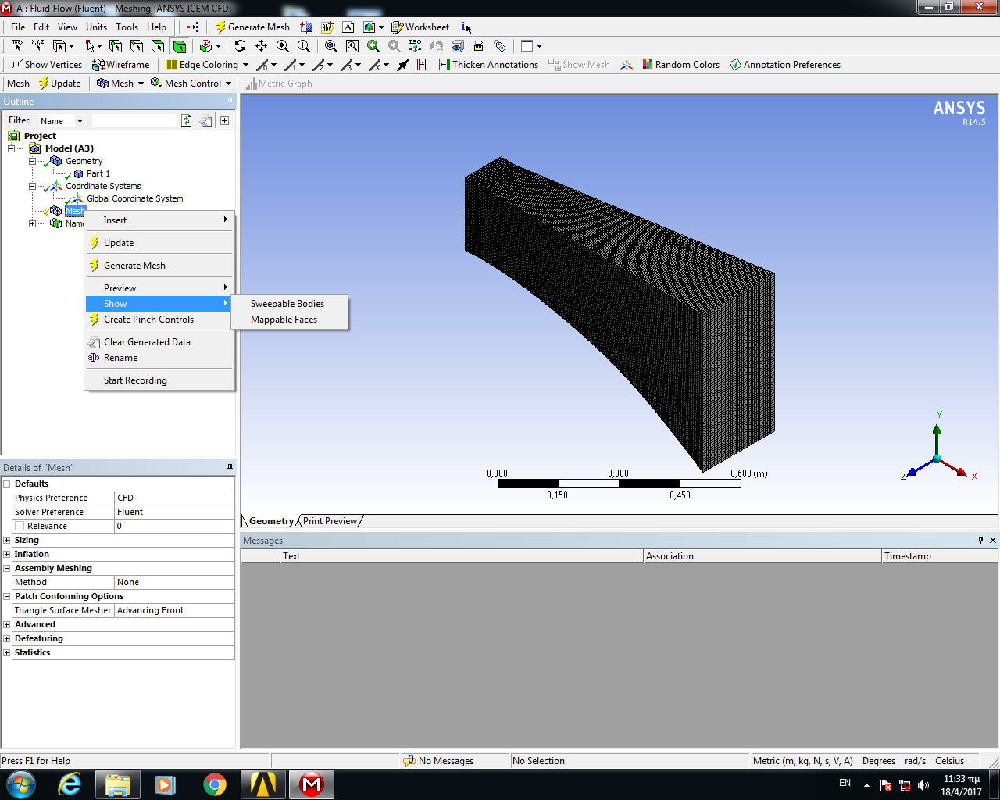 A : Fluid Flow (Fluent) - Meshing [ANSYS ICEM CFD]
File Edit View Units Tools Help Generate Mesh Worksheet
Show Vertices Wireframe Edge Coloring Thicken Annotations Show Mesh Random Colors Annotation Preferences
Mesh Update Mesh Mesh Control Metric Graph
Outline
Filter: Name
Project
Model (A3)
Geometry
Part 1
Coordinate Systems
Global Coordinate System
Mesh
Nam
Insert
Update
Generate Mesh
Preview
Show
Create Pinch Controls
Clear Generated Data
Rename
Start Recording
Sweepable Bodies
Mappable Faces
ANSYS
R14.5
Y
Z
X
0,000 0,300 0,600 (m)
0,150 0,450
Geometry Print Preview
Details of "Mesh"
Defaults
Physics Preference CFD
Solver Preference Fluent
Relevance 0
Sizing
Inflation
Assembly Meshing
Method None
Patch Conforming Options
Triangle Surface Mesher Advancing Front
Advanced
Defeaturing
Statistics
Messages
Text Association Timestamp
Press F1 for Help 0 No Messages No Selection Metric (m, kg, N, s, V, A) Degrees rad/s Celsius
EN 11:33 πμ
18/4/2017